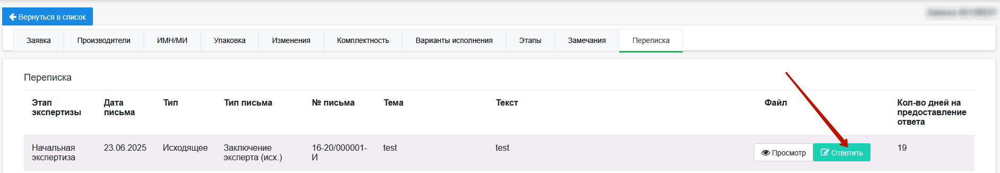 Вернуться в список
Заявка Производители ИМН/МИ Упаковка Изменения Комплектность Варианты исполнения Этапы Замечания Переписка
Переписка
Этап экспертизы Дата письма Тип Тип письма № письма Тема Текст Файл Кол-во дней на предоставление ответа
Начальная экспертиза 23.06.2025 Исходящее Заключение эксперта (исх.) 16-20/000001-И test test Просмотр Ответить 19